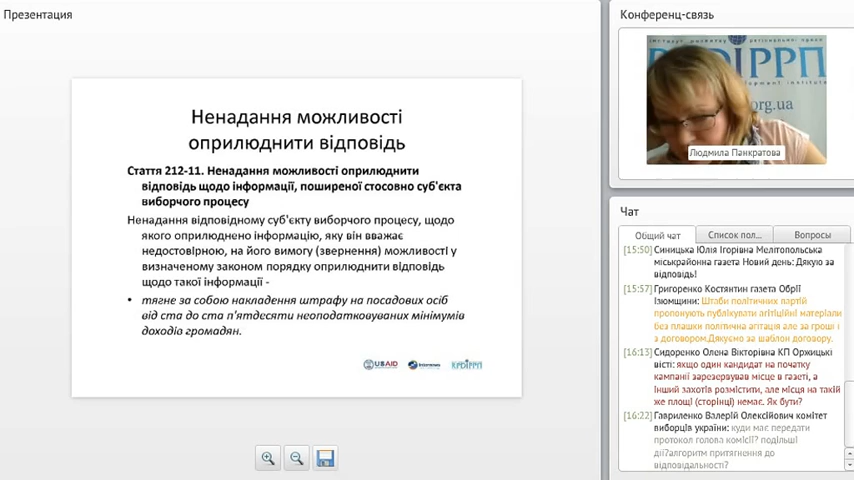 Презентация
Ненадання можливості
оприлюднити відповідь
Стаття 212-11. Ненадання можливості оприлюднити
відповідь щодо інформації, поширеної стосовно суб'єкта
виборчого процесу
Ненадання відповідному суб'єкту виборчого процесу, щодо
якого оприлюднено інформацію, яку він вважає
недостовірною, на його вимогу (звернення) можливості у
визначеному законом порядку оприлюднити відповідь
щодо такої інформації -
• тягне за собою накладення штрафу на посадових осіб
від ста до ста п'ятдесяти неоподатковуваних мінімумів
доходів громадян.
USAID Internews
Конференц-связь
org.ua
Людмила Панкратова
Чат
Общий чат Список пол... Вопросы
[15:50] Синицька Юлія Ігорівна Мелітопольська
міськрайонна газета Новий день: Дякую за
відповідь!
[15:57] Григоренко Костянтин газета Обрії
Ізюмщини: Штаби політичних партій
пропонують публікувати агітіційні матеріали
без плашки політична агітація але за гроші і
з договором.Дякуємо за шаблон договору.
[16:13] Сидоренко Олена Вікторівна КП Оржицькі
вісті: якщо один кандидат на початку
кампанії зарезервував місце в газеті, а
інший захотів розмістити, але місця на такій
же площі (сторінці) немає. Як бути?
[16:22] Гавриленко Валерій Олексійович комітет
виборців україни: куди має передати
протокол голова комісії? подільші
дії?алгоритм притягнення до
відповідальності?